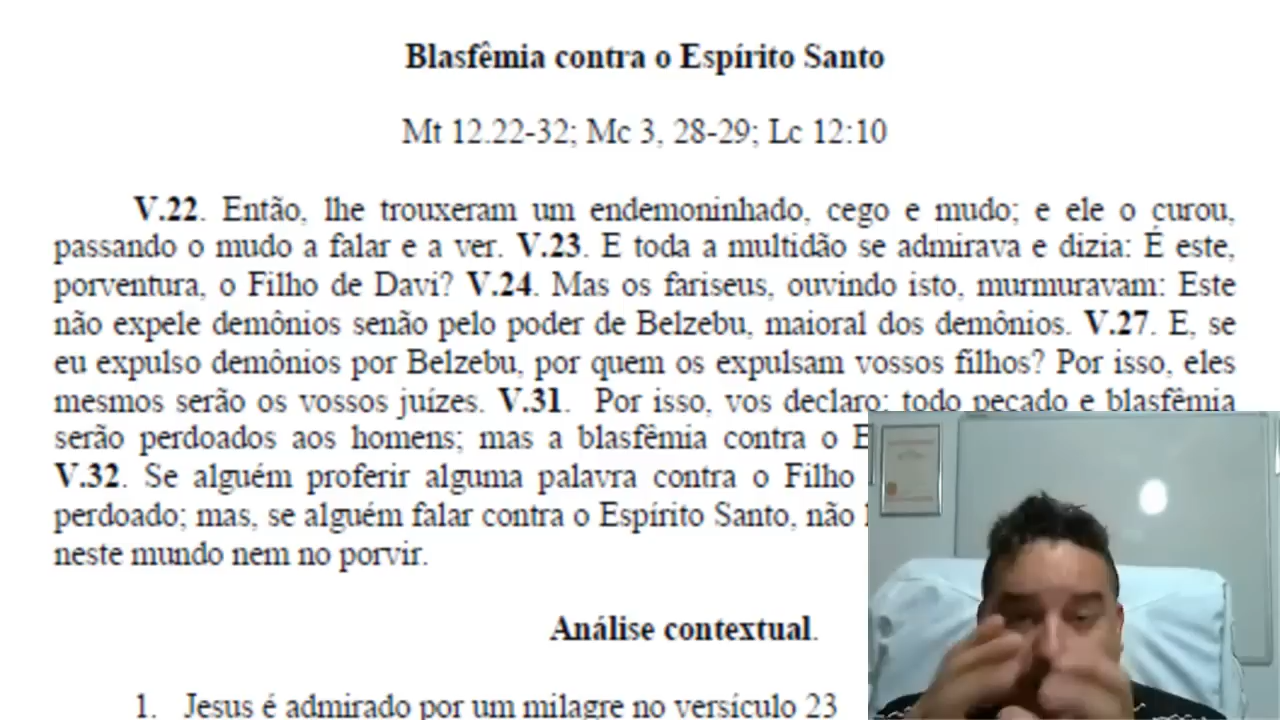 Blasfêmia contra o Espírito Santo
Mt 12.22-32; Mc 3, 28-29; Lc 12:10
V.22. Então, lhe trouxeram um endemoninhado, cego e mudo; e ele o curou,
passando o mudo a falar e a ver. V.23. E toda a multidão se admirava e dizia: É este,
porventura, o Filho de Davi? V.24. Mas os fariseus, ouvindo isto, murmuravam: Este
não expele demônios senão pelo poder de Belzebu, maioral dos demônios. V.27. E, se
eu expulso demônios por Belzebu, por quem os expulsam vossos filhos? Por isso, eles
mesmos serão os vossos juízes. V.31. Por isso, vos declaro: todo pecado e blasfêmia
serão perdoados aos homens; mas a blasfêmia contra o
V.32. Se alguém proferir alguma palavra contra o Filho
perdoado; mas, se alguém falar contra o Espírito Santo, não
neste mundo nem no porvir.
Análise contextual.
1. Jesus é admirado por um milagre no versículo 23